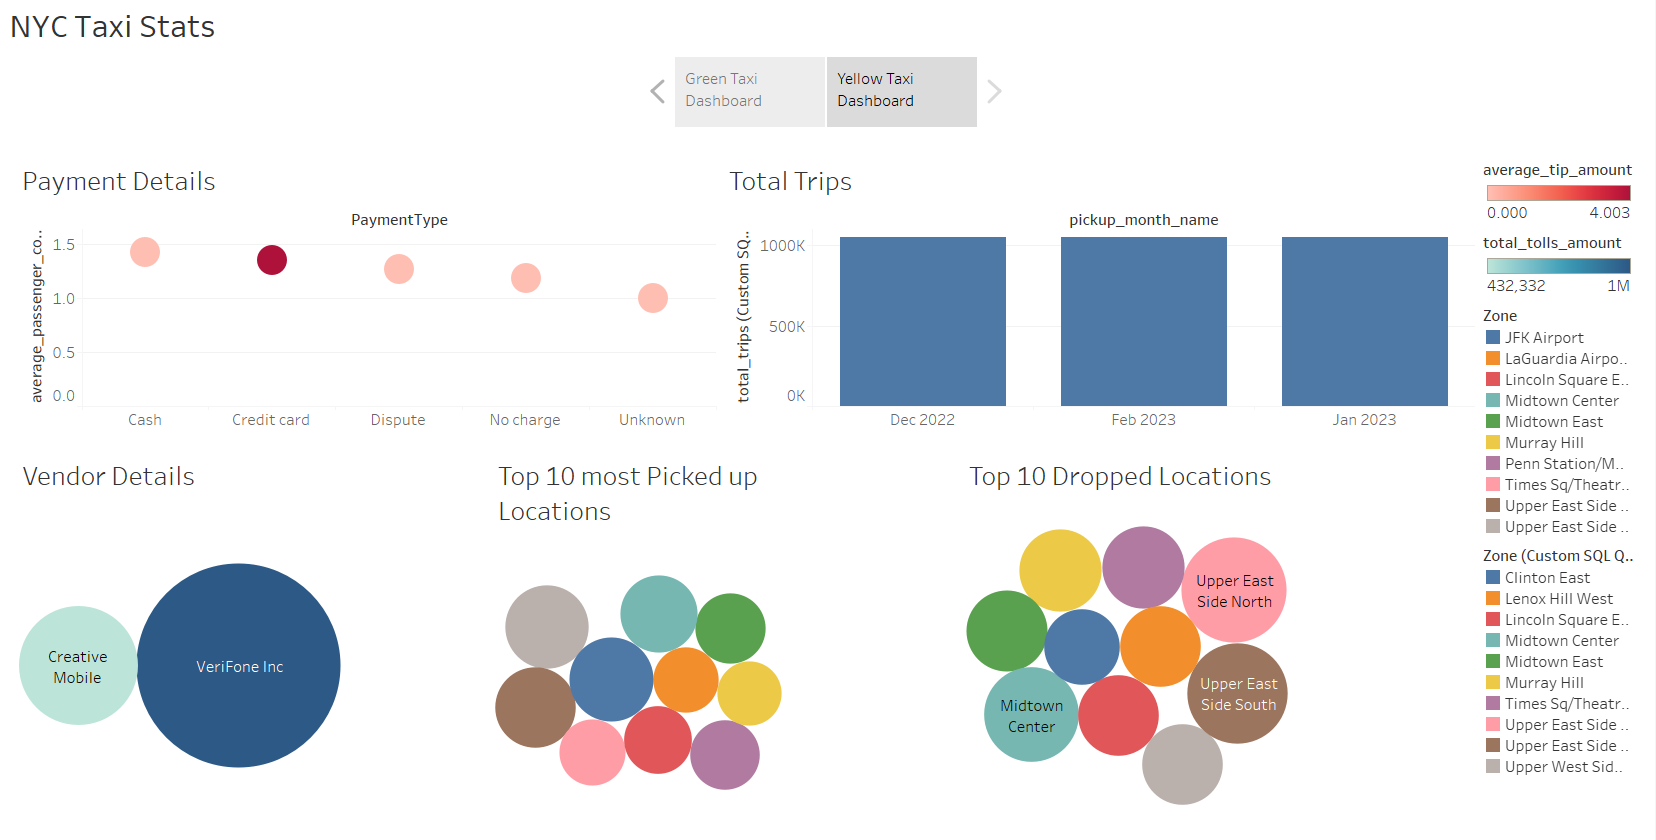 NYC Taxi Stats
Green Taxi
Dashboard
Yellow Taxi
Dashboard
Payment Details
PaymentType
average_passenger_co..
1.5
1.0
0.5
0.0
Cash
Credit card
Dispute
No charge
Unknown
Total Trips
pickup_month_name
total_trips (Custom SQ..
1000K
500K
0K
Dec 2022
Feb 2023
Jan 2023
average_tip_amount
0.000
4.003
total_tolls_amount
432,332
1M
Zone
JFK Airport
LaGuardia Airpo..
Lincoln Square E..
Midtown Center
Midtown East
Murray Hill
Penn Station/M..
Times Sq/Theatr..
Upper East Side ..
Upper East Side ..
Zone (Custom SQL Q..
Clinton East
Lenox Hill West
Lincoln Square E..
Midtown Center
Midtown East
Murray Hill
Times Sq/Theatr..
Upper East Side ..
Upper East Side ..
Upper West Sid..
Vendor Details
Creative
Mobile
VeriFone Inc
Top 10 most Picked up
Locations
Top 10 Dropped Locations
Upper East
Side North
Upper East
Side South
Midtown
Center